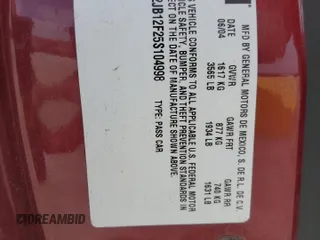 MFD BY GENERAL MOTORS DE MEXICO, S. DE R.L. DE C.V.
DATE GVWR GAWR FRT GAWR RR
06/04 1617 KG 877 KG 740 KG
3565 LB 1934 LB 1631 LB
VEHICLE CONFORMS TO ALL APPLICABLE U.S. FEDERAL MOTOR
VEHICLE SAFETY, BUMPER, AND THEFT PREVENTION STANDARDS IN
EFFECT ON THE DATE OF MANUFACTURE SHOWN ABOVE.
JB12F25S104998 TYPE: PASS CAR
IDREAMBID